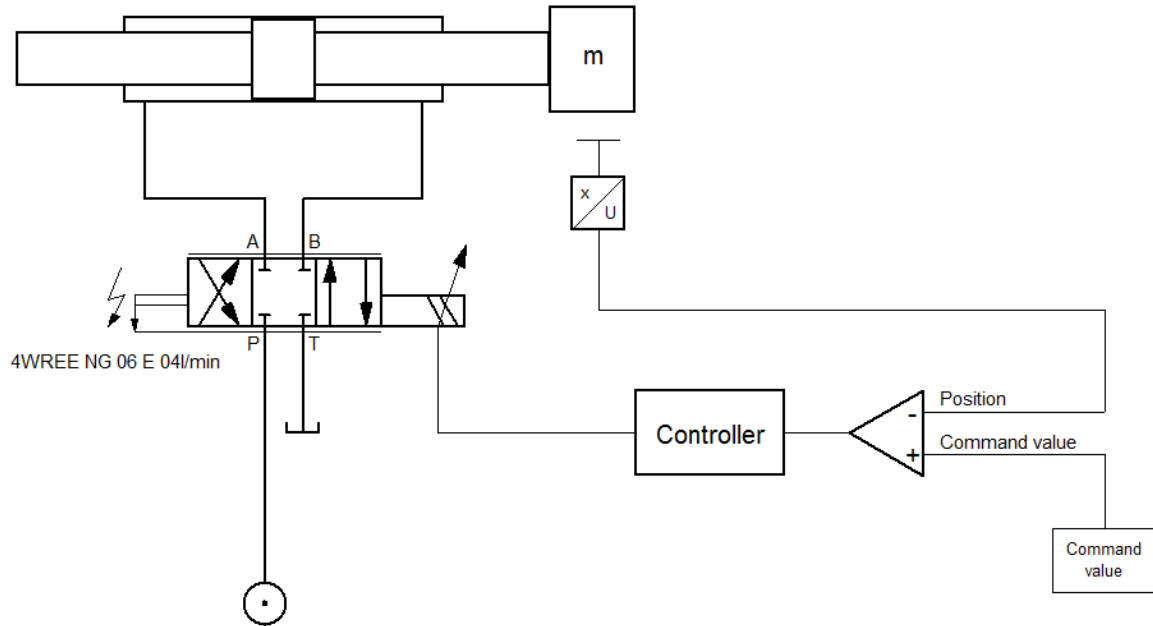 m
x
U
A B
P T
4WREE NG 06 E 04l/min
Controller
Position
-
Command value
+
Command
value